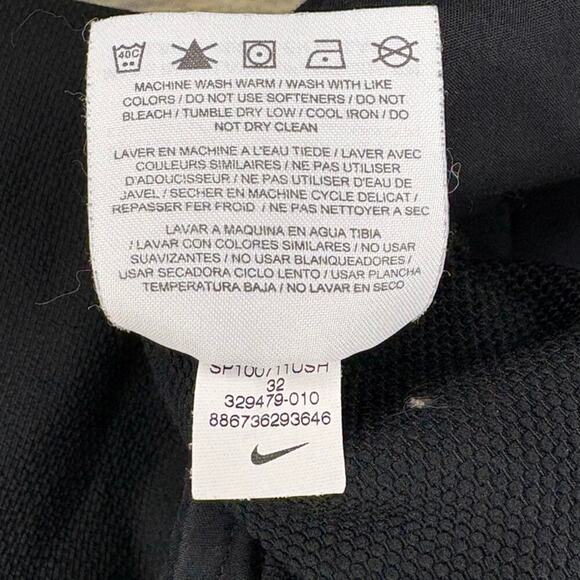 40C
MACHINE WASH WARM / WASH WITH LIKE
COLORS / DO NOT USE SOFTENERS / DO NOT
BLEACH / TUMBLE DRY LOW / COOL IRON / DO
NOT DRY CLEAN
LAVER EN MACHINE A L'EAU TIEDE / LAVER AVEC
COULEURS SIMILAIRES / NE PAS UTILISER
D'ADOUCISSEUR / NE PAS UTILISER D'EAU DE
JAVEL / SECHER EN MACHINE CYCLE DELICAT /
REPASSER FER FROID / NE PAS NETTOYER A SEC
LAVAR A MAQUINA EN AGUA TIBIA
/ LAVAR CON COLORES SIMILARES / NO USAR
SUAVIZANTES / NO USAR BLANQUEADORES /
USAR SECADORA CICLO LENTO / USAR PLANCHA
TEMPERATURA BAJA / NO LAVAR EN SECO
SP100711USH
32
329479-010
886736293646